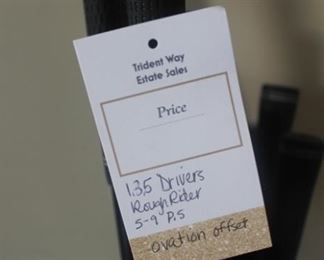 Trident Way
Estate Sales
Price
1.3.5 Drivers
Rough Rider
5-9 P.S
ovation offset